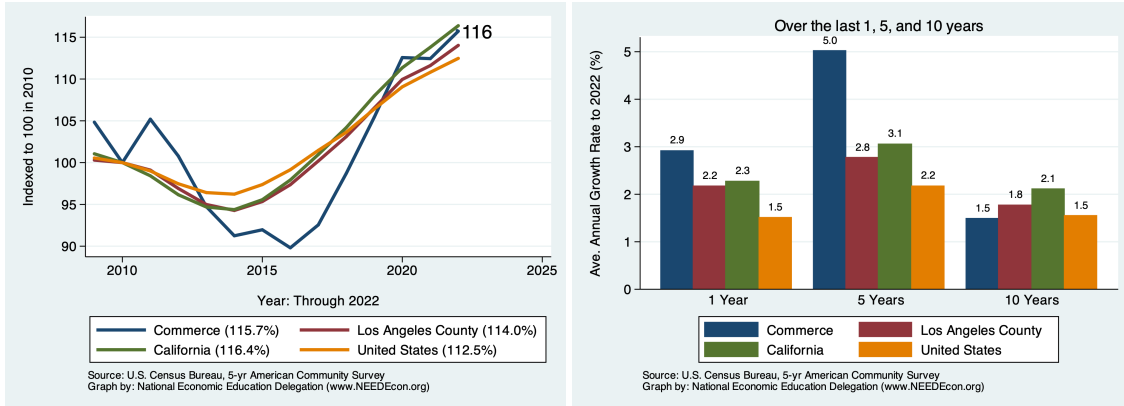 116
Indexed to 100 in 2010
115
110
105
100
95
90
2010 2015 2020 2025
Year: Through 2022
Commerce (115.7%) Los Angeles County (114.0%)
California (116.4%) United States (112.5%)
Source: U.S. Census Bureau, 5-yr American Community Survey
Graph by: National Economic Education Delegation (www.NEEDEcon.org)
Over the last 1, 5, and 10 years
Ave. Annual Growth Rate to 2022 (%)
5
4
3
2
1
0
2.9 2.2 2.3 1.5
5.0 2.8 3.1 2.2
1.5 1.8 2.1 1.5
1 Year 5 Years 10 Years
Commerce Los Angeles County
California United States
Source: U.S. Census Bureau, 5-yr American Community Survey
Graph by: National Economic Education Delegation (www.NEEDEcon.org)